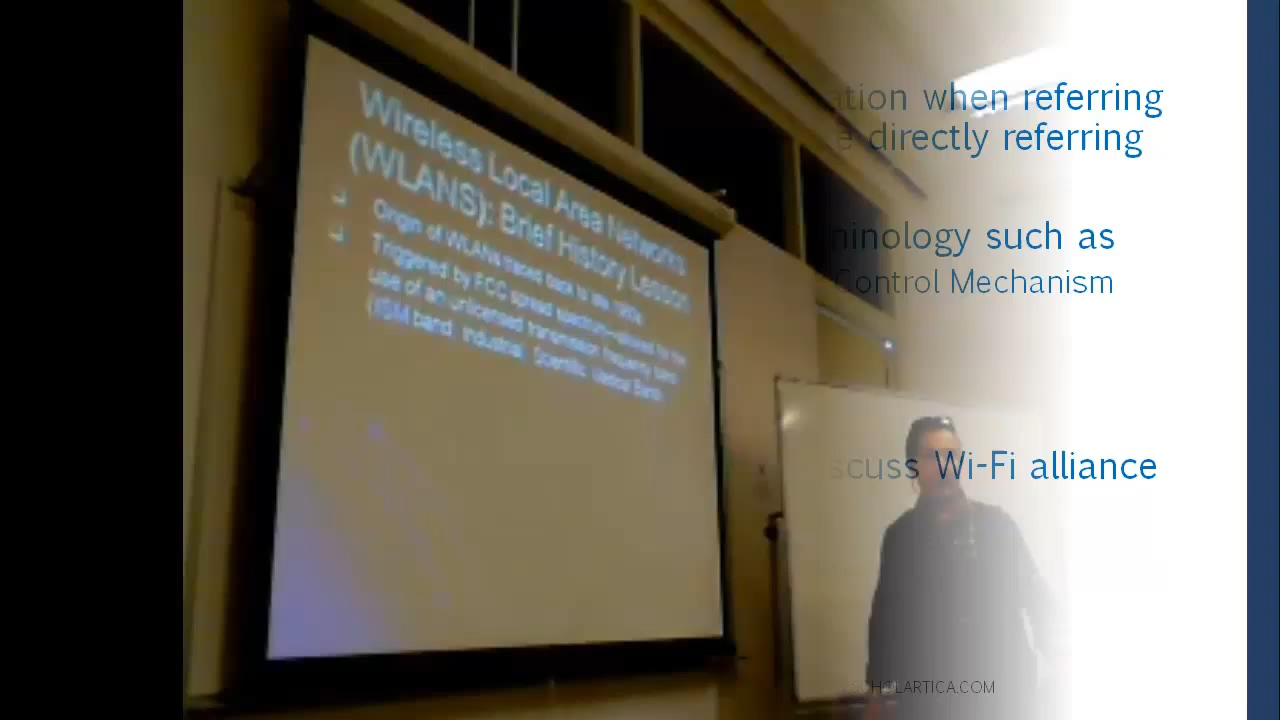 Wireless Local Area Networks
(WLANS): Brief History Lesson
Origin of WLANs traced back to late 1980s
Triggered by FCC spread spectrum—allowed for the
use of an unlicensed transmission frequency band
(ISM band Industrial Scientific Medical Band)
ation when referring
e directly referring
ninology such as
Control Mechanism
scuss Wi-Fi alliance
CHOLARTICA.COM